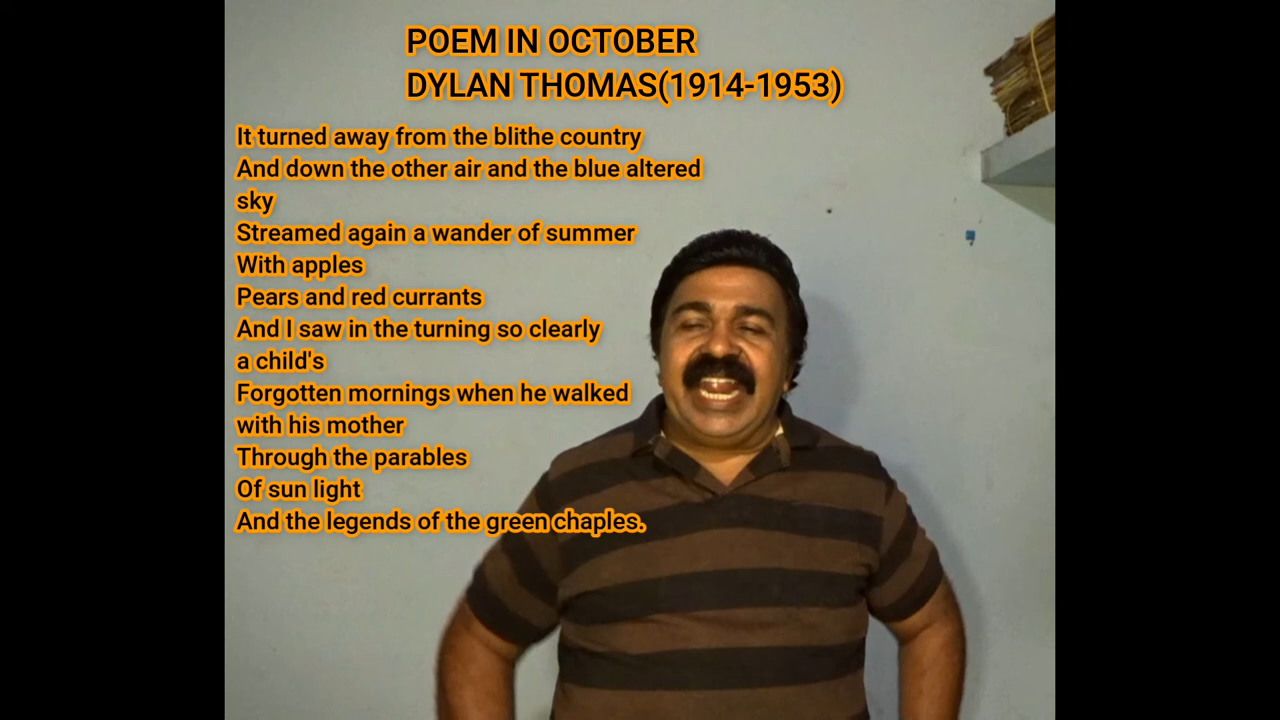 POEM IN OCTOBER
DYLAN THOMAS(1914-1953)
It turned away from the blithe country
And down the other air and the blue altered
sky
Streamed again a wander of summer
With apples
Pears and red currants
And I saw in the turning so clearly
a child's
Forgotten mornings when he walked
with his mother
Through the parables
Of sun light
And the legends of the green chaples.